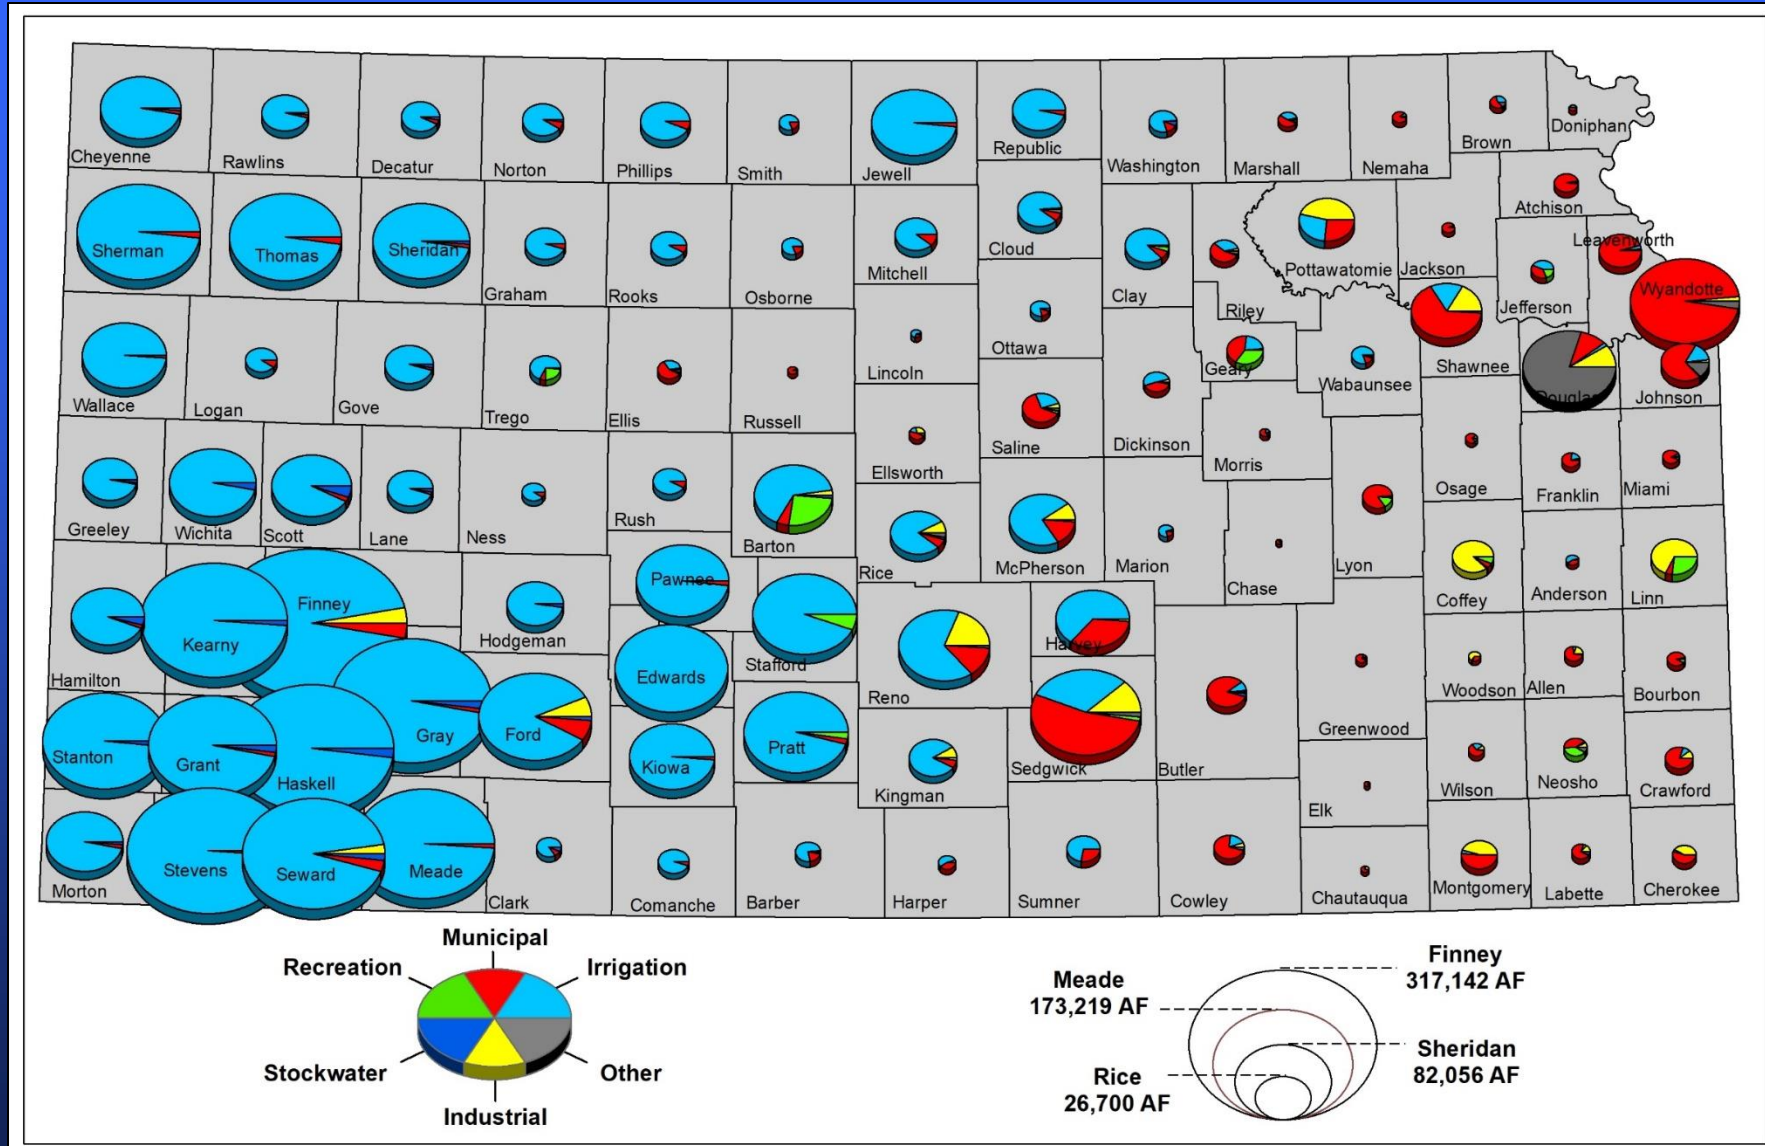 Cheyenne
Rawlins
Decatur
Norton
Phillips
Smith
Jewell
Republic
Washington
Marshall
Nemaha
Brown
Doniphan
Sherman
Thomas
Sheridan
Graham
Rooks
Osborne
Mitchell
Cloud
Clay
Riley
Pottawatomie
Jackson
Atchison
Jefferson
Leavenworth
Wyandotte
Wallace
Logan
Gove
Trego
Ellis
Russell
Lincoln
Ottawa
Saline
Dickinson
Geary
Wabaunsee
Shawnee
Douglas
Johnson
Greeley
Wichita
Scott
Lane
Ness
Rush
Barton
Ellsworth
Rice
McPherson
Marion
Morris
Chase
Lyon
Osage
Franklin
Miami
Coffey
Anderson
Linn
Hamilton
Kearny
Finney
Hodgeman
Pawnee
Edwards
Stafford
Reno
Harvey
Sedgwick
Butler
Greenwood
Woodson
Allen
Bourbon
Stanton
Grant
Haskell
Gray
Ford
Kiowa
Pratt
Kingman
Elk
Wilson
Neosho
Crawford
Morton
Stevens
Seward
Meade
Clark
Comanche
Barber
Harper
Sumner
Cowley
Chautauqua
Montgomery
Labette
Cherokee
Municipal
Recreation
Irrigation
Stockwater
Other
Industrial
Finney
317,142 AF
Meade
173,219 AF
Sheridan
82,056 AF
Rice
26,700 AF